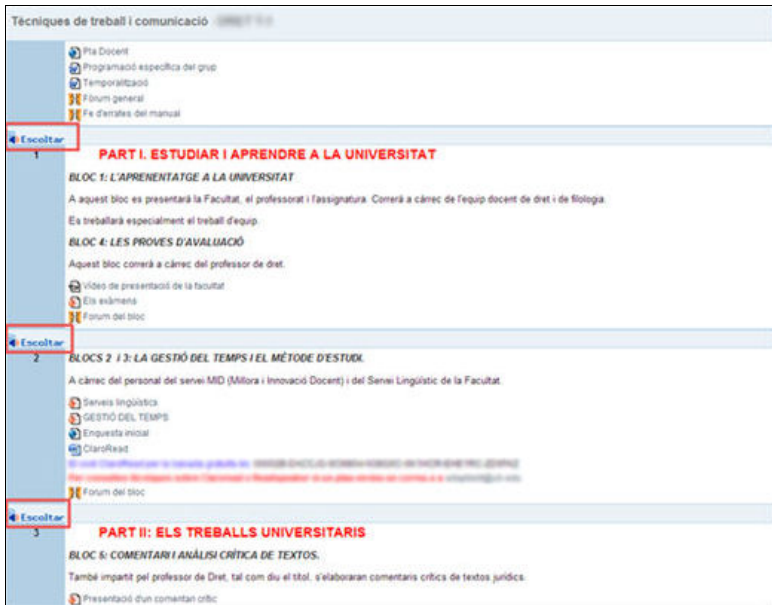 Tècniques de treball i comunicació
Pla Docent
Programació específica del grup
Temporalització
Fòrum general
Fe d'errates del manual
Escoltar
1
PART I. ESTUDIAR I APRENDRE A LA UNIVERSITAT
BLOC 1: L'APRENENTATGE A LA UNIVERSITAT
A aquest bloc es presentarà la Facultat, el professorat i l'assignatura. Correrà a càrrec de l'equip docent de dret i de filologia.
Es treballarà especialment el treball d'equip.
BLOC 4: LES PROVES D'AVALUACIÓ
Aquest bloc correrà a càrrec del professor de dret.
Vídeo de presentació de la facultat
Els exàmens
Forum del bloc
Escoltar
2
BLOCS 2 i 3: LA GESTIÓ DEL TEMPS I EL MÈTODE D'ESTUDI.
A càrrec del personal del servei MID (Millora i Innovació Docent) i del Servei Lingüístic de la Facultat.
Serveis lingüística
GESTIÓ DEL TEMPS
Enquesta inicial
ClaroRead
Forum del bloc
Escoltar
3
PART II: ELS TREBALLS UNIVERSITARIS
BLOC 5: COMENTARI I ANÀLISI CRÍTICA DE TEXTOS.
També impartit pel professor de Dret, tal com diu el títol, s'elaboraran comentaris crítics de textos jurídics.
Presentació d'un comentari crític